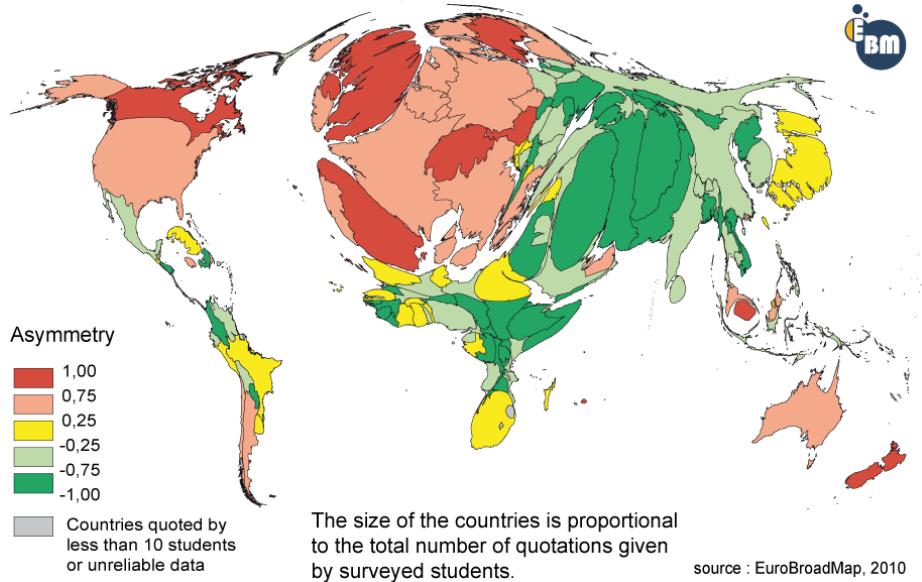 EBM
Asymmetry
1,00
0,75
0,25
-0,25
-0,75
-1,00
Countries quoted by
less than 10 students
or unreliable data
The size of the countries is proportional
to the total number of quotations given
by surveyed students.
source : EuroBroadMap, 2010